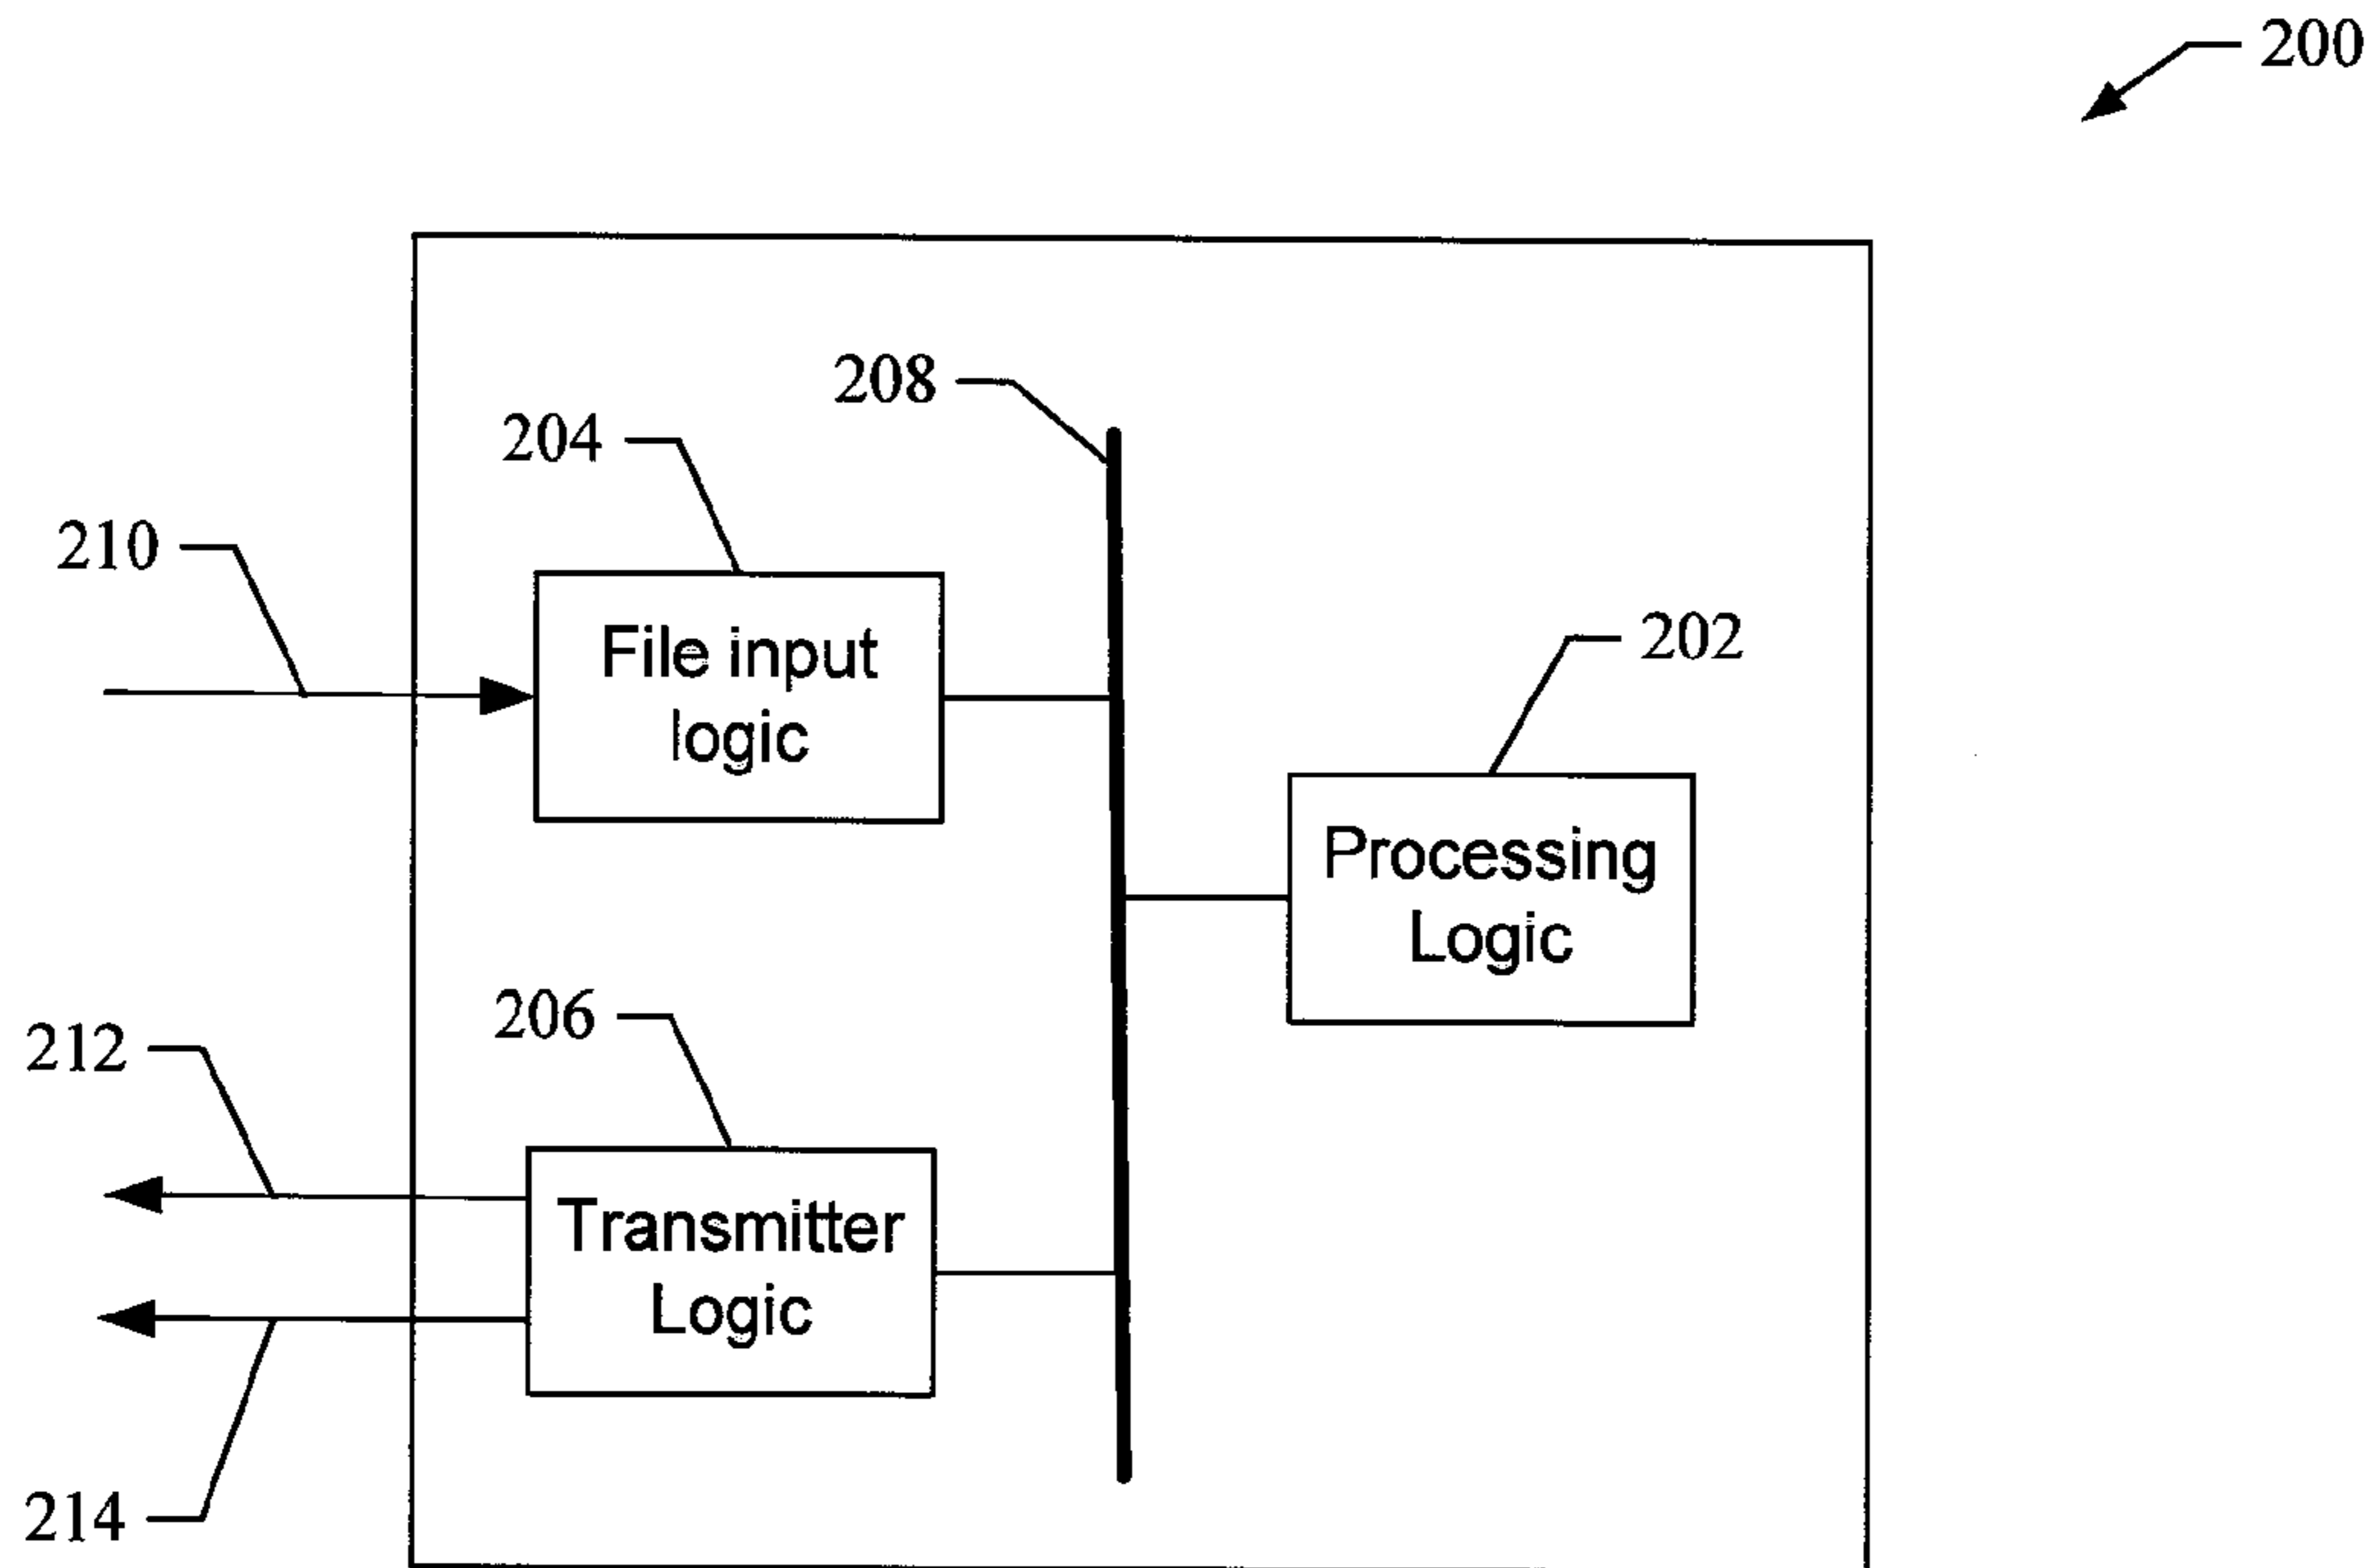 200
208
204
210
File input
logic
202
Processing
Logic
206
212
Transmitter
Logic
214